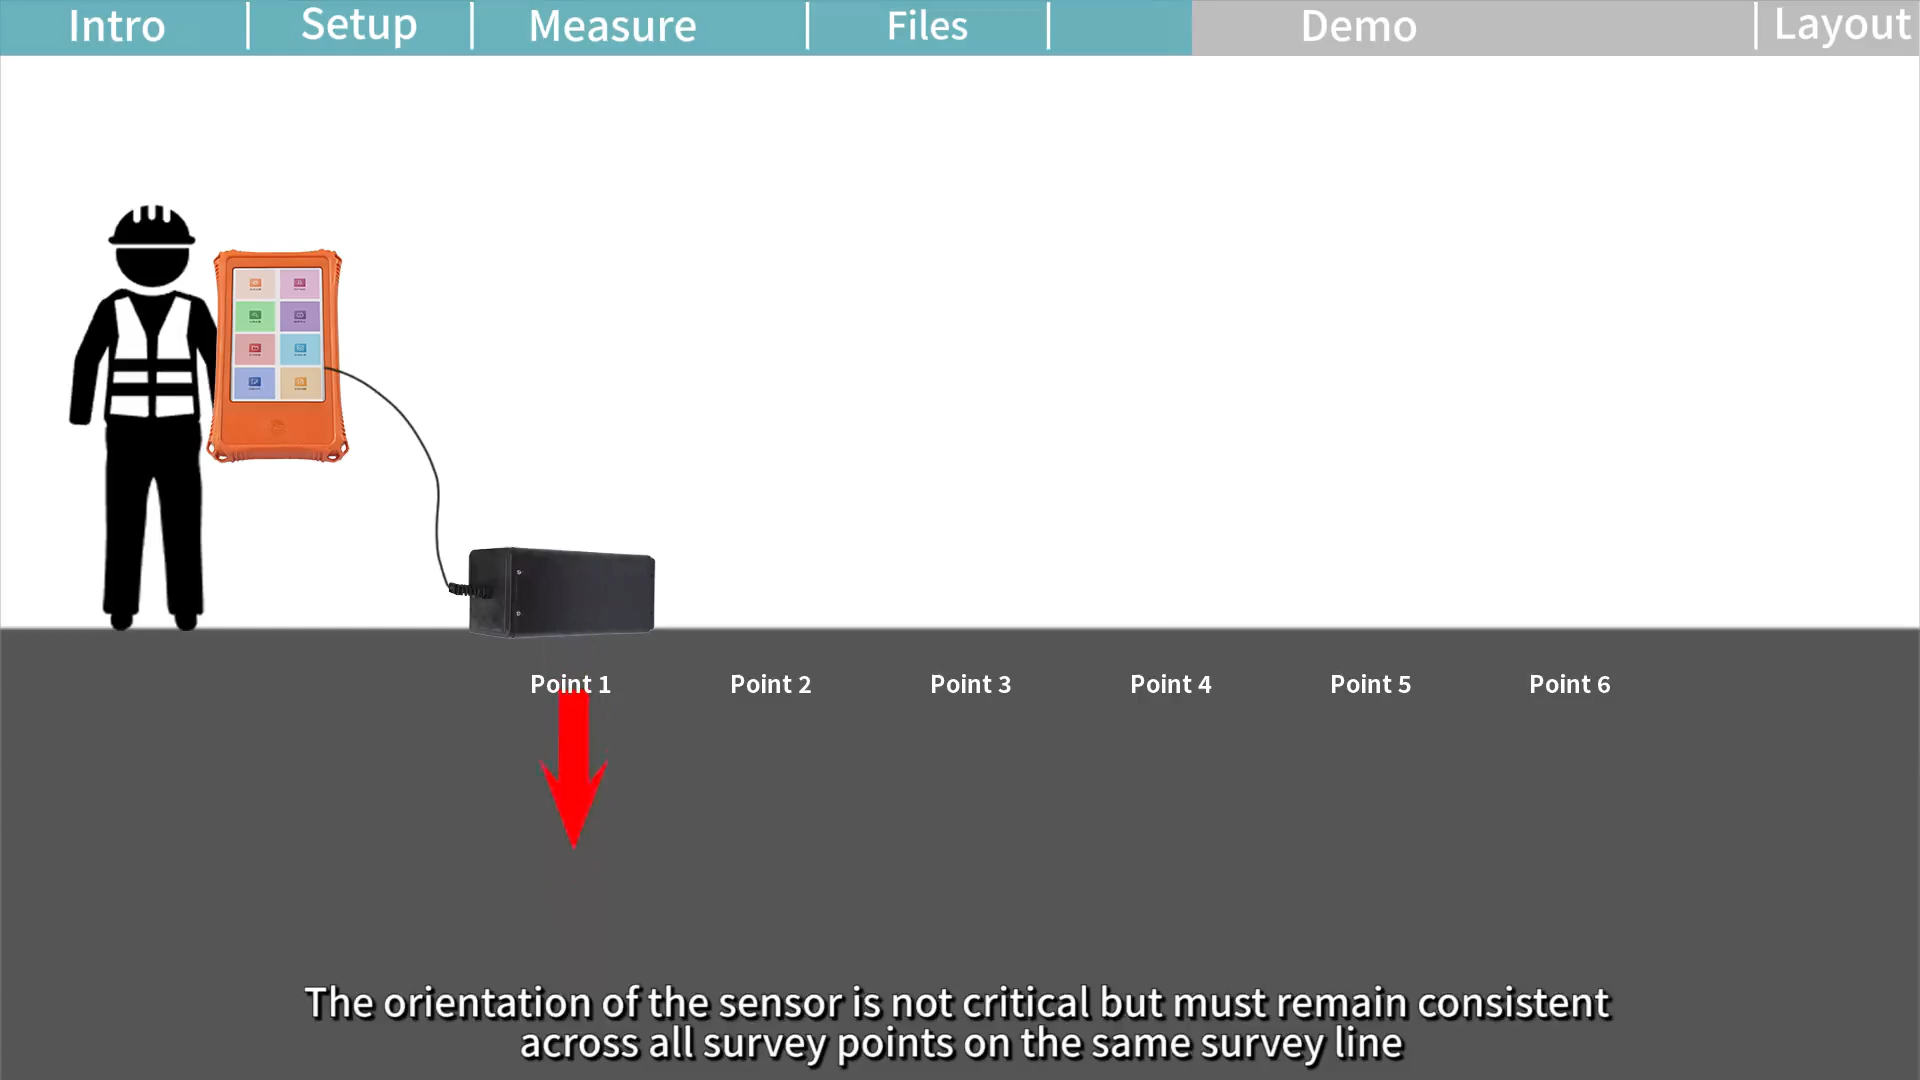 Intro
Setup
Measure
Files
Demo
Layout
Point 1
Point 2
Point 3
Point 4
Point 5
Point 6
The orientation of the sensor is not critical but must remain consistent
across all survey points on the same survey line